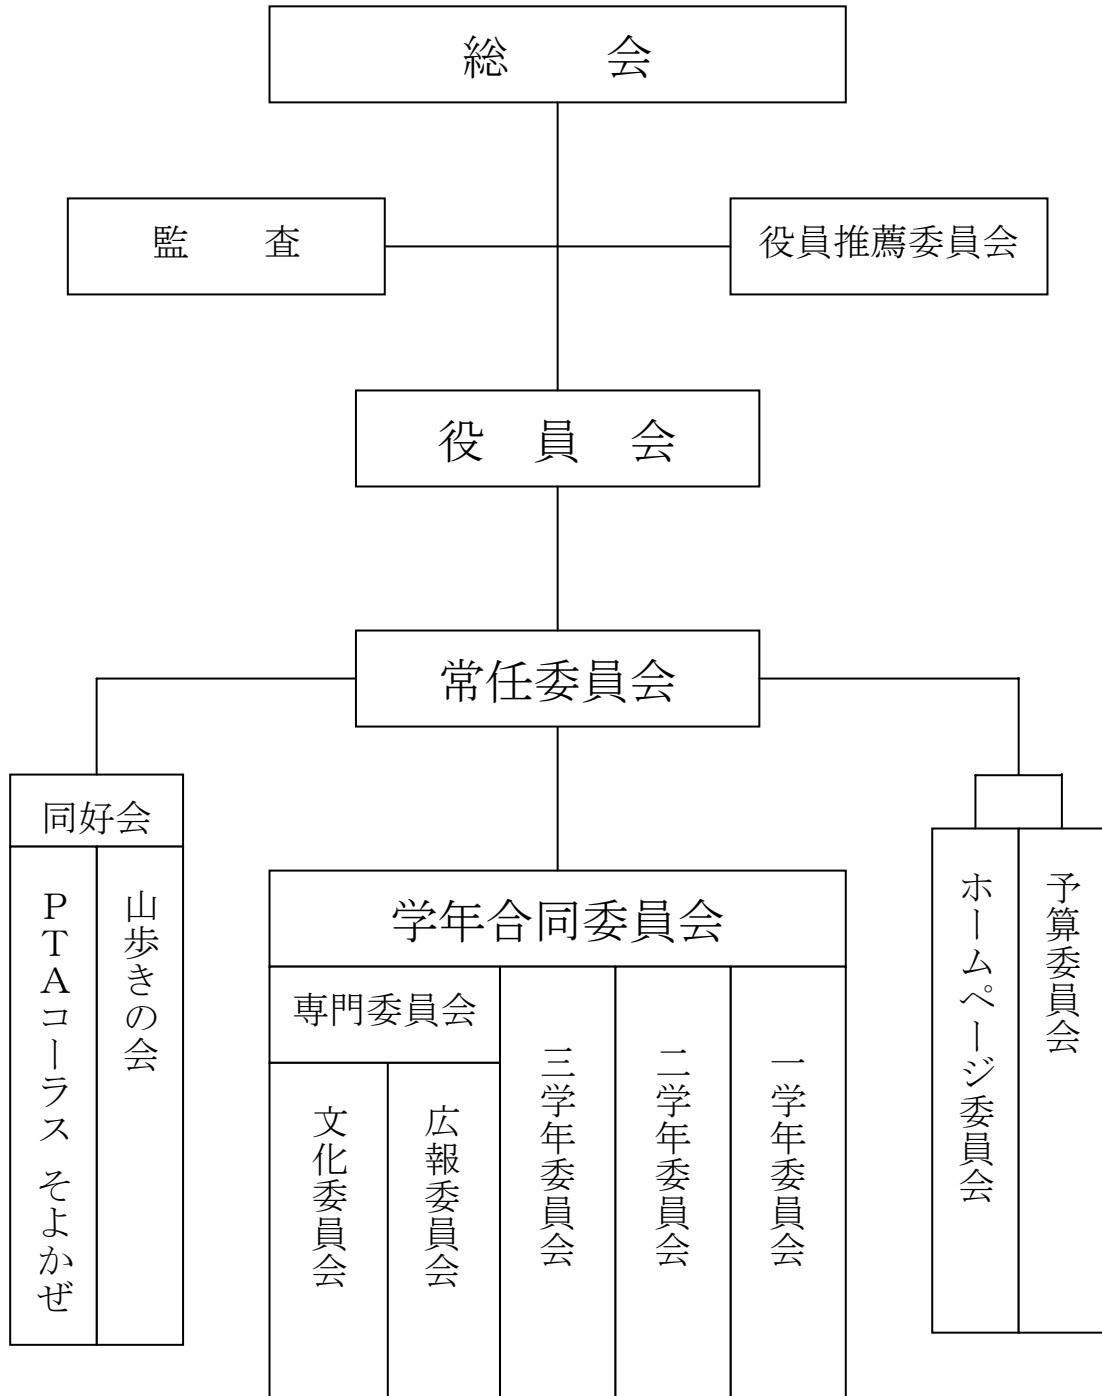 総　会
監　査
役員推薦委員会
役　員　会
常任委員会
同好会
山歩きの会
ＰＴＡコーラス そよかぜ
学年合同委員会
一学年委員会
二学年委員会
三学年委員会
専門委員会
広報委員会
文化委員会
予算委員会
ホームページ委員会